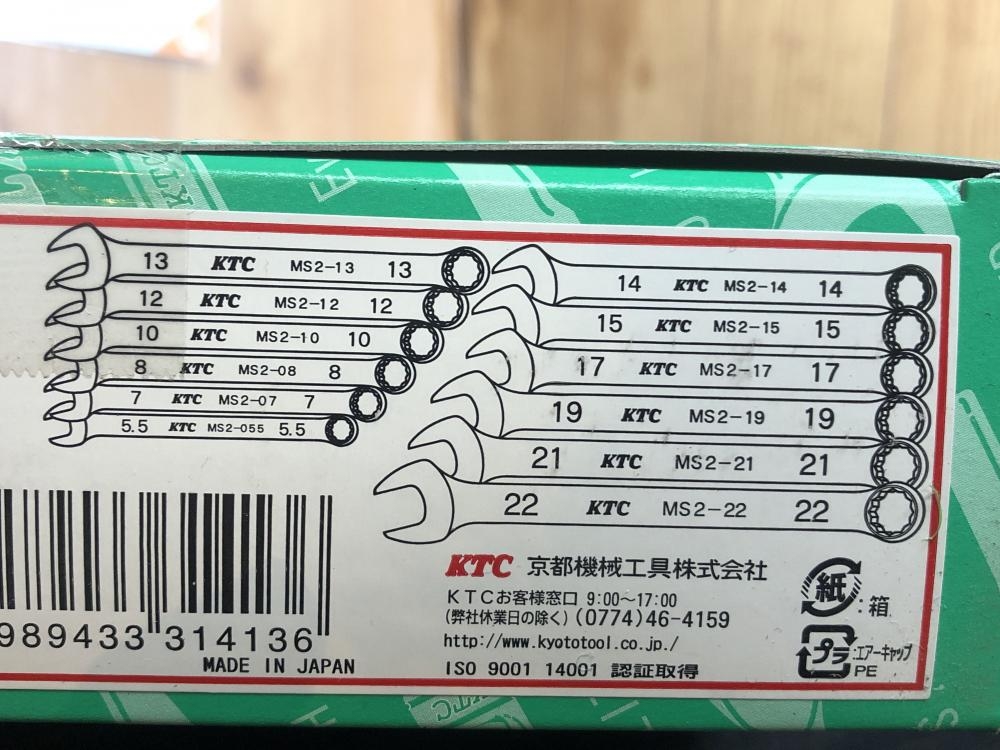 13 KTC MS2-13 13
12 KTC MS2-12 12
10 KTC MS2-10 10
8 KTC MS2-08 8
7 KTC MS2-07 7
5.5 KTC MS2-055 5.5
14 KTC MS2-14 14
15 KTC MS2-15 15
17 KTC MS2-17 17
19 KTC MS2-19 19
21 KTC MS2-21 21
22 KTC MS2-22 22
989433 314136
MADE IN JAPAN
KTC 京都機械工具株式会社
KTCお客様窓口 9:00~17:00
(弊社休業日の除く)(0774)46-4159
http://www.kyototool.co.jp./
ISO 9001 14001 認証取得
紙 :箱
プラ :エアーキャップ
PE